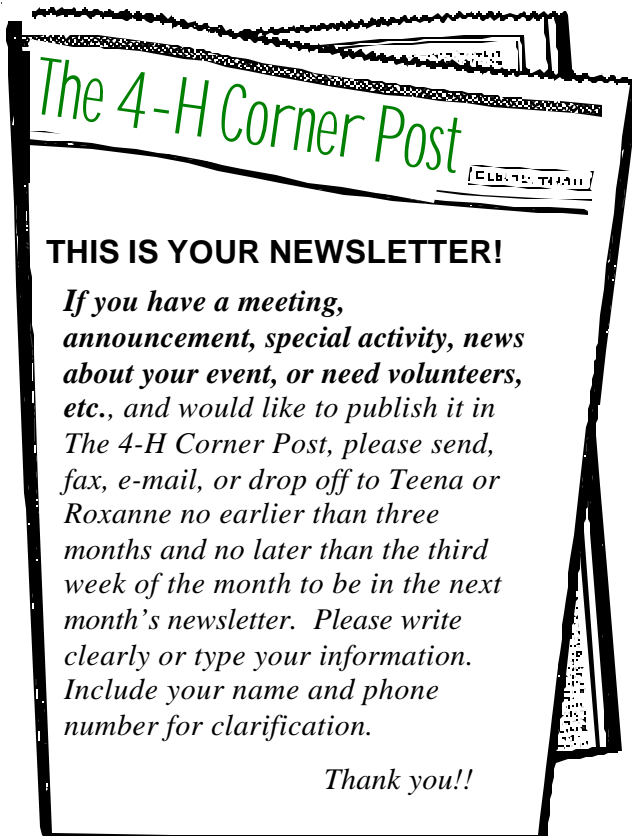 The 4-H Corner Post
THIS IS YOUR NEWSLETTER!
If you have a meeting,
announcement, special activity, news
about your event, or need volunteers,
etc., and would like to publish it in
The 4-H Corner Post, please send,
fax, e-mail, or drop off to Teena or
Roxanne no earlier than three
months and no later than the third
week of the month to be in the next
month's newsletter.  Please write
clearly or type your information.
Include your name and phone
number for clarification.
Thank you!!